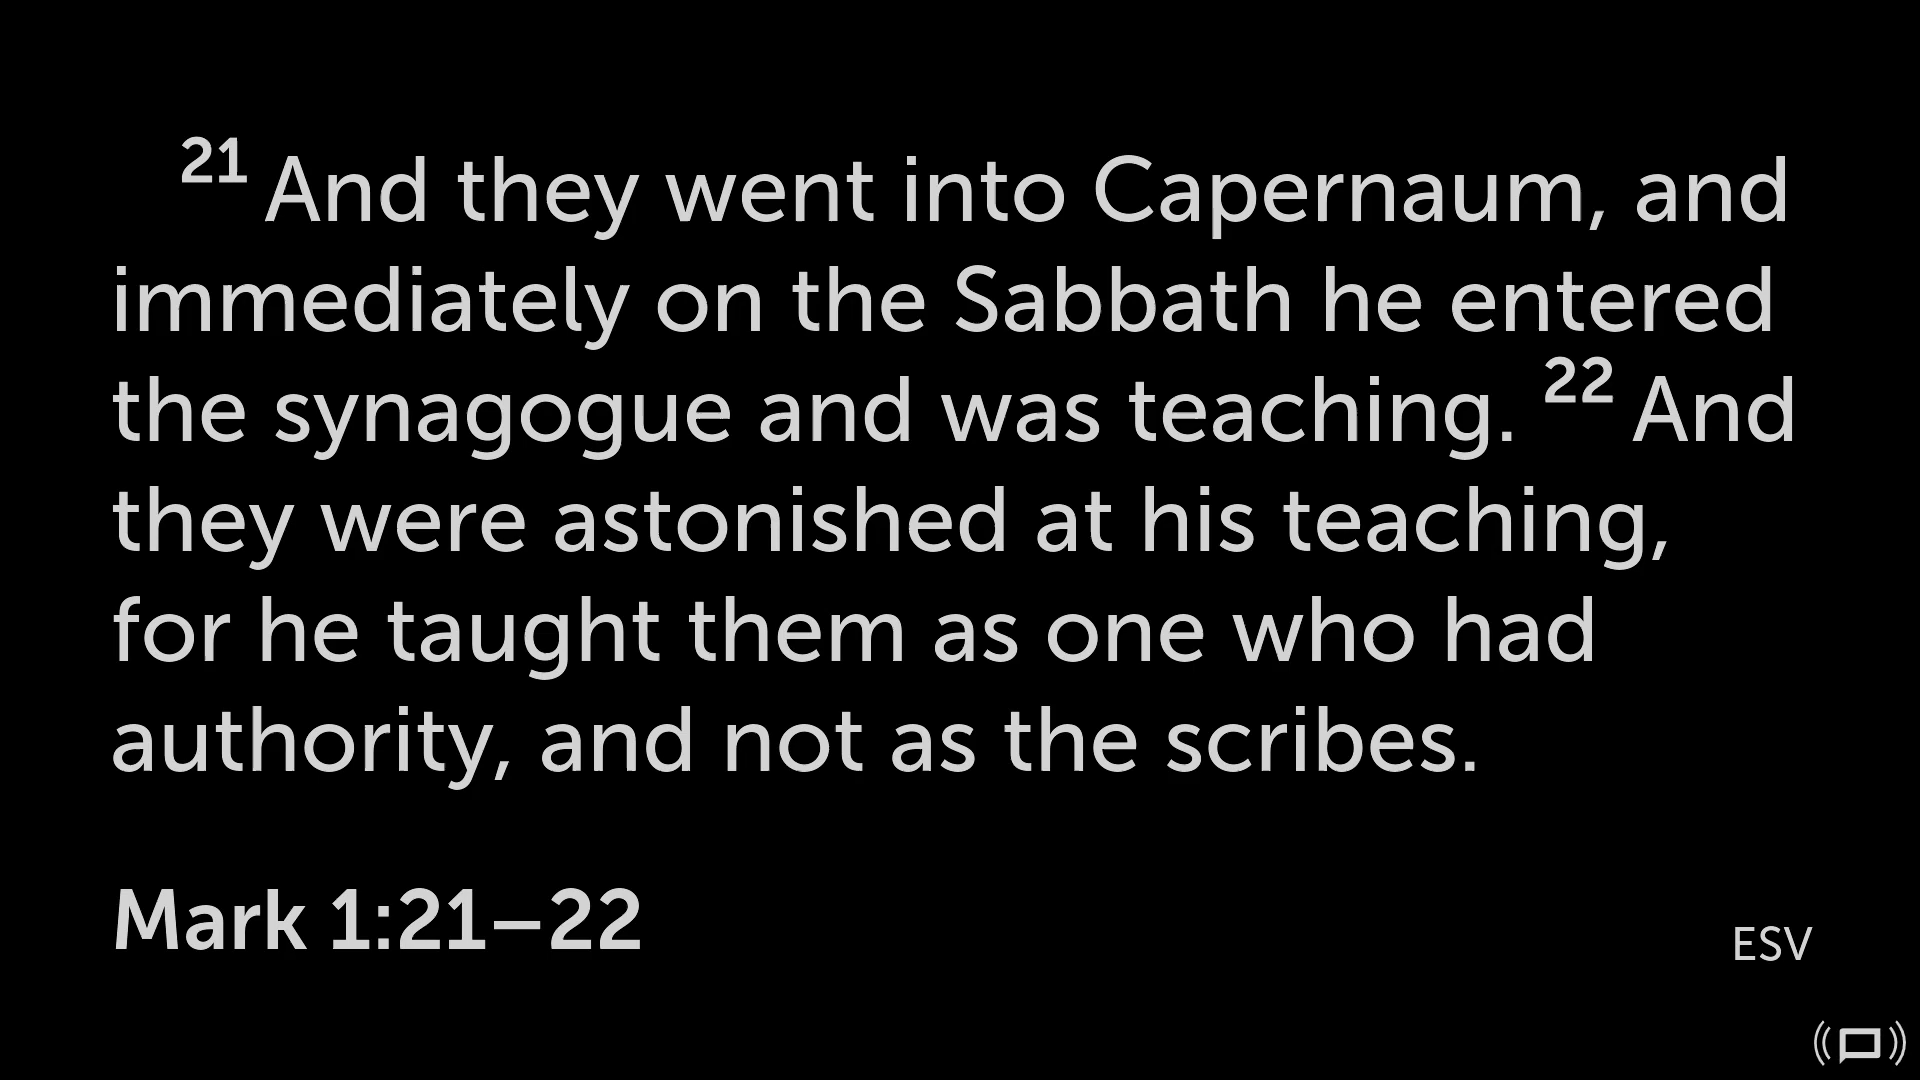 21 And they went into Capernaum, and
immediately on the Sabbath he entered
the synagogue and was teaching. 22 And
they were astonished at his teaching,
for he taught them as one who had
authority, and not as the scribes.
Mark 1:21–22
ESV